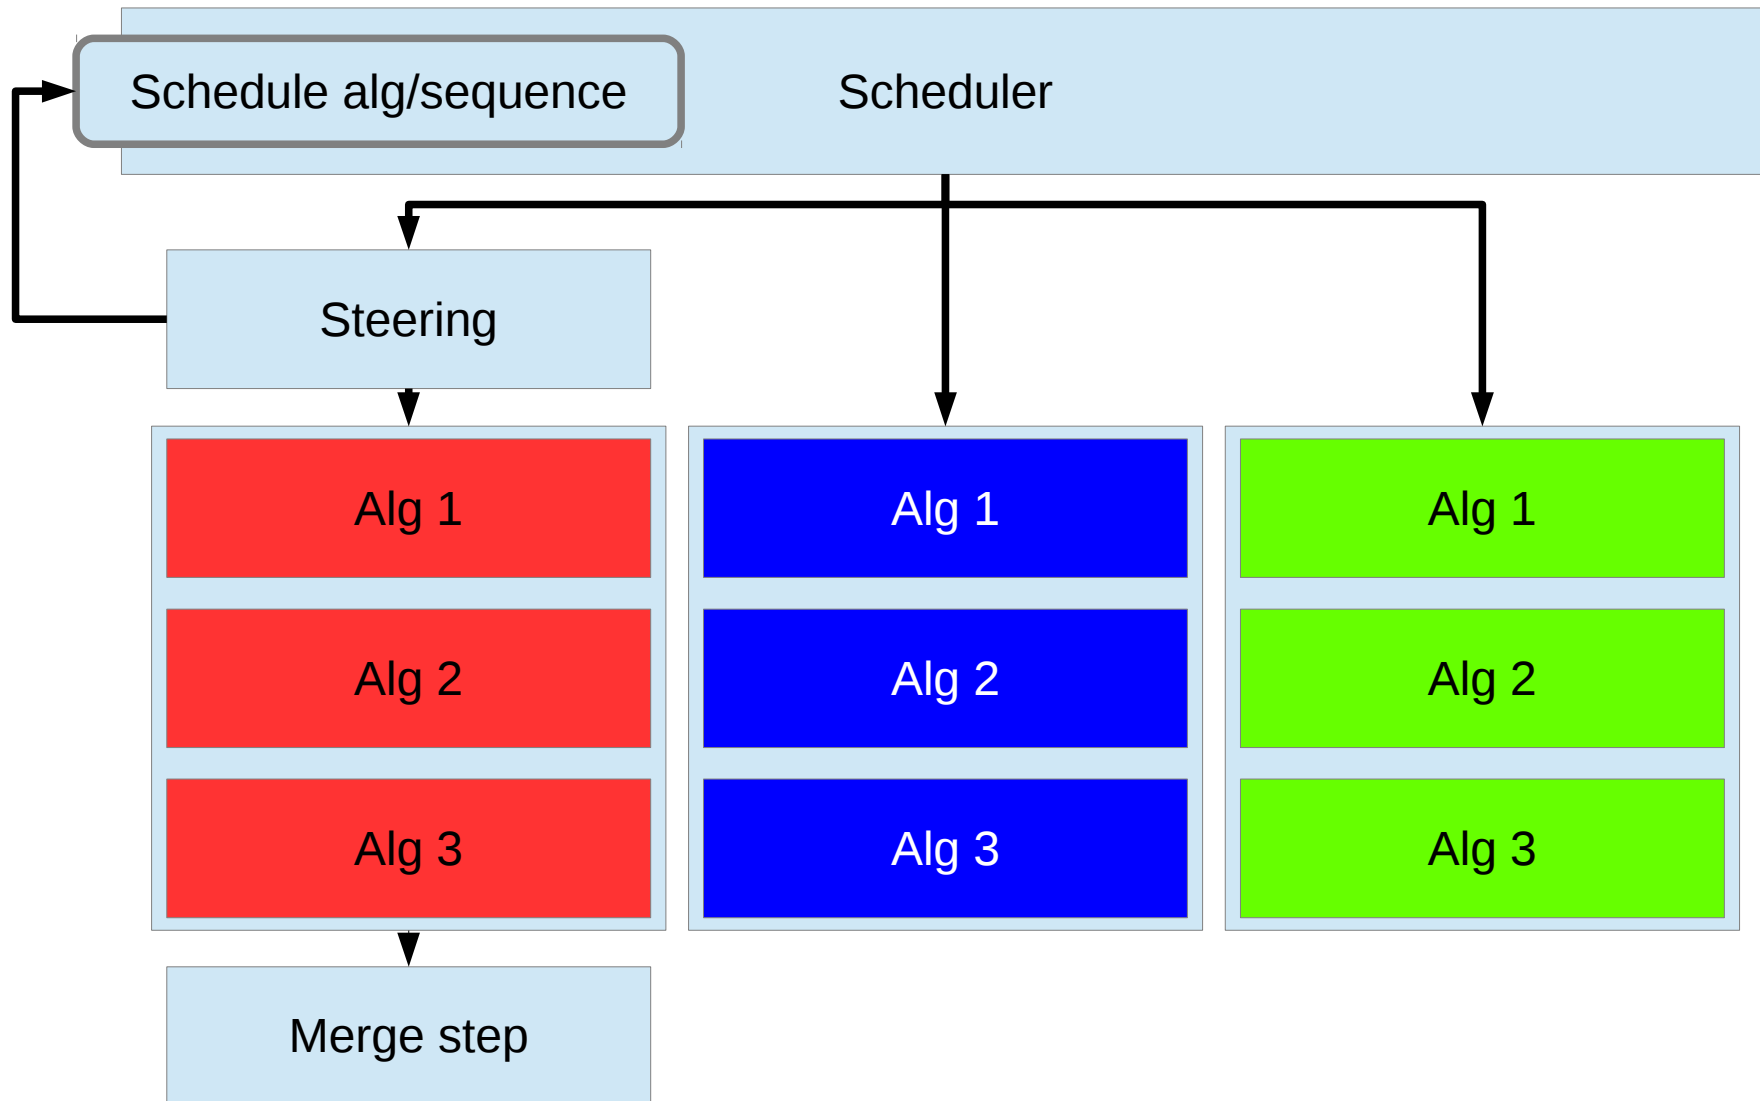 Schedule alg/sequence
Scheduler
Steering
Alg 1
Alg 1
Alg 1
Alg 2
Alg 2
Alg 2
Alg 3
Alg 3
Alg 3
Merge step